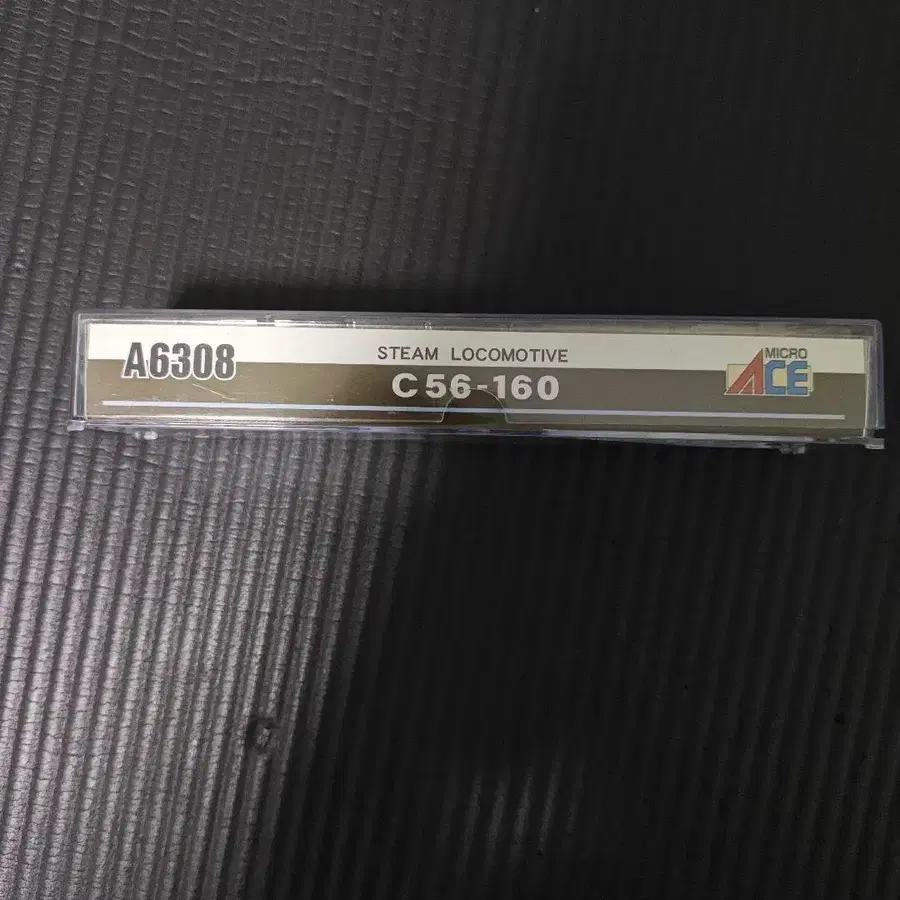 A6308
STEAM LOCOMOTIVE
C56-160
MICRO
ACE